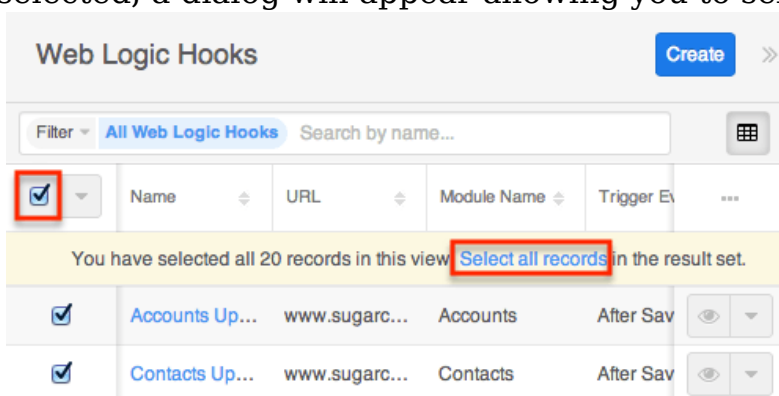 selected, a dialog will appear allowing you to se
Web Logic Hooks Create
Filter All Web Logic Hooks Search by name...
Name URL Module Name Trigger Ev
You have selected all 20 records in this view. Select all records in the result set.
Accounts Up... www.sugarc... Accounts After Sav
Contacts Up... www.sugarc... Contacts After Sav